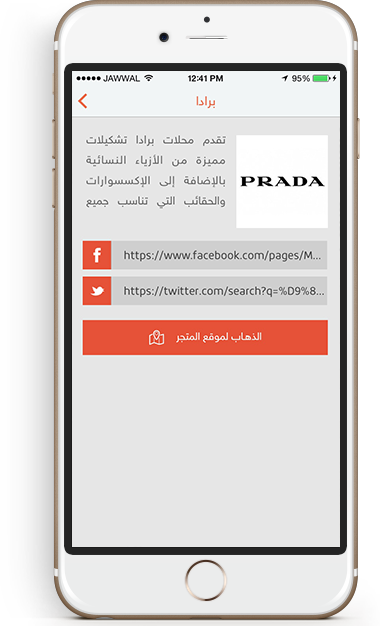 JAWWAL 12:41 PM 95%
برادا
تقدم محلات برادا تشكيلات
مميزة من الأزياء النسائية
بالإضافة إلى الإكسسوارات
والحقائب التي تناسب جميع
PRADA
f https://www.facebook.com/pages/M...
https://twitter.com/search?q=%D9%8...
الذهاب لموقع المتجر